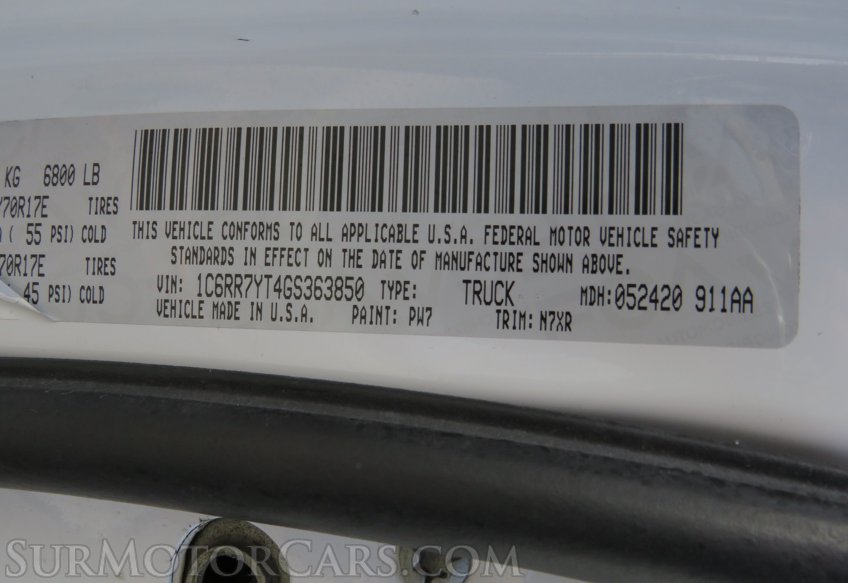 KG 6800 LB
70R17E TIRES
( 55 PSI) COLD
70R17E TIRES
45 PSI) COLD
THIS VEHICLE CONFORMS TO ALL APPLICABLE U.S.A. FEDERAL MOTOR VEHICLE SAFETY
STANDARDS IN EFFECT ON THE DATE OF MANUFACTURE SHOWN ABOVE.
VIN: 1C6RR7YT4GS363850 TYPE: TRUCK MDH:052420 911AA
VEHICLE MADE IN U.S.A. PAINT: PW7 TRIM: N7XR
SURMOTORCARS.COM